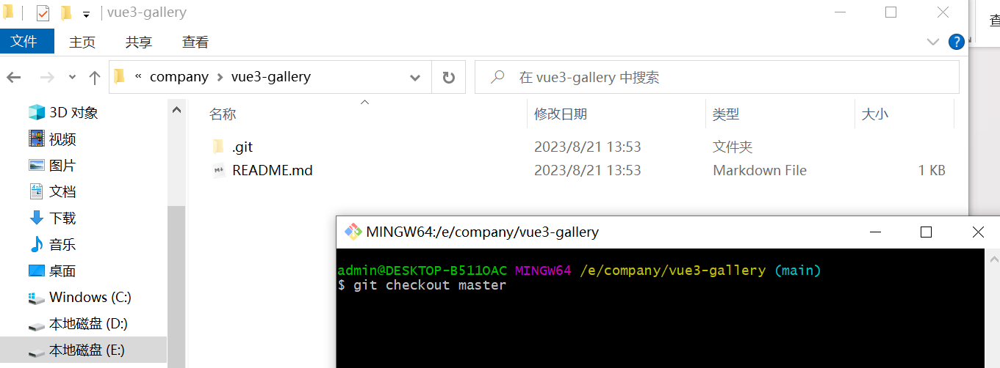 vue3-gallery
文件 主页 共享 查看
« company > vue3-gallery 在 vue3-gallery 中搜索
名称 修改日期 类型 大小
3D 对象
视频
图片
文档
下载
音乐
桌面
Windows (C:)
本地磁盘 (D:)
本地磁盘 (E:)
.git 2023/8/21 13:53 文件夹
README.md 2023/8/21 13:53 Markdown File 1 KB
MINGW64:/e/company/vue3-gallery
admin@DESKTOP-B511OAC MINGW64 /e/company/vue3-gallery (main)
$ git checkout master